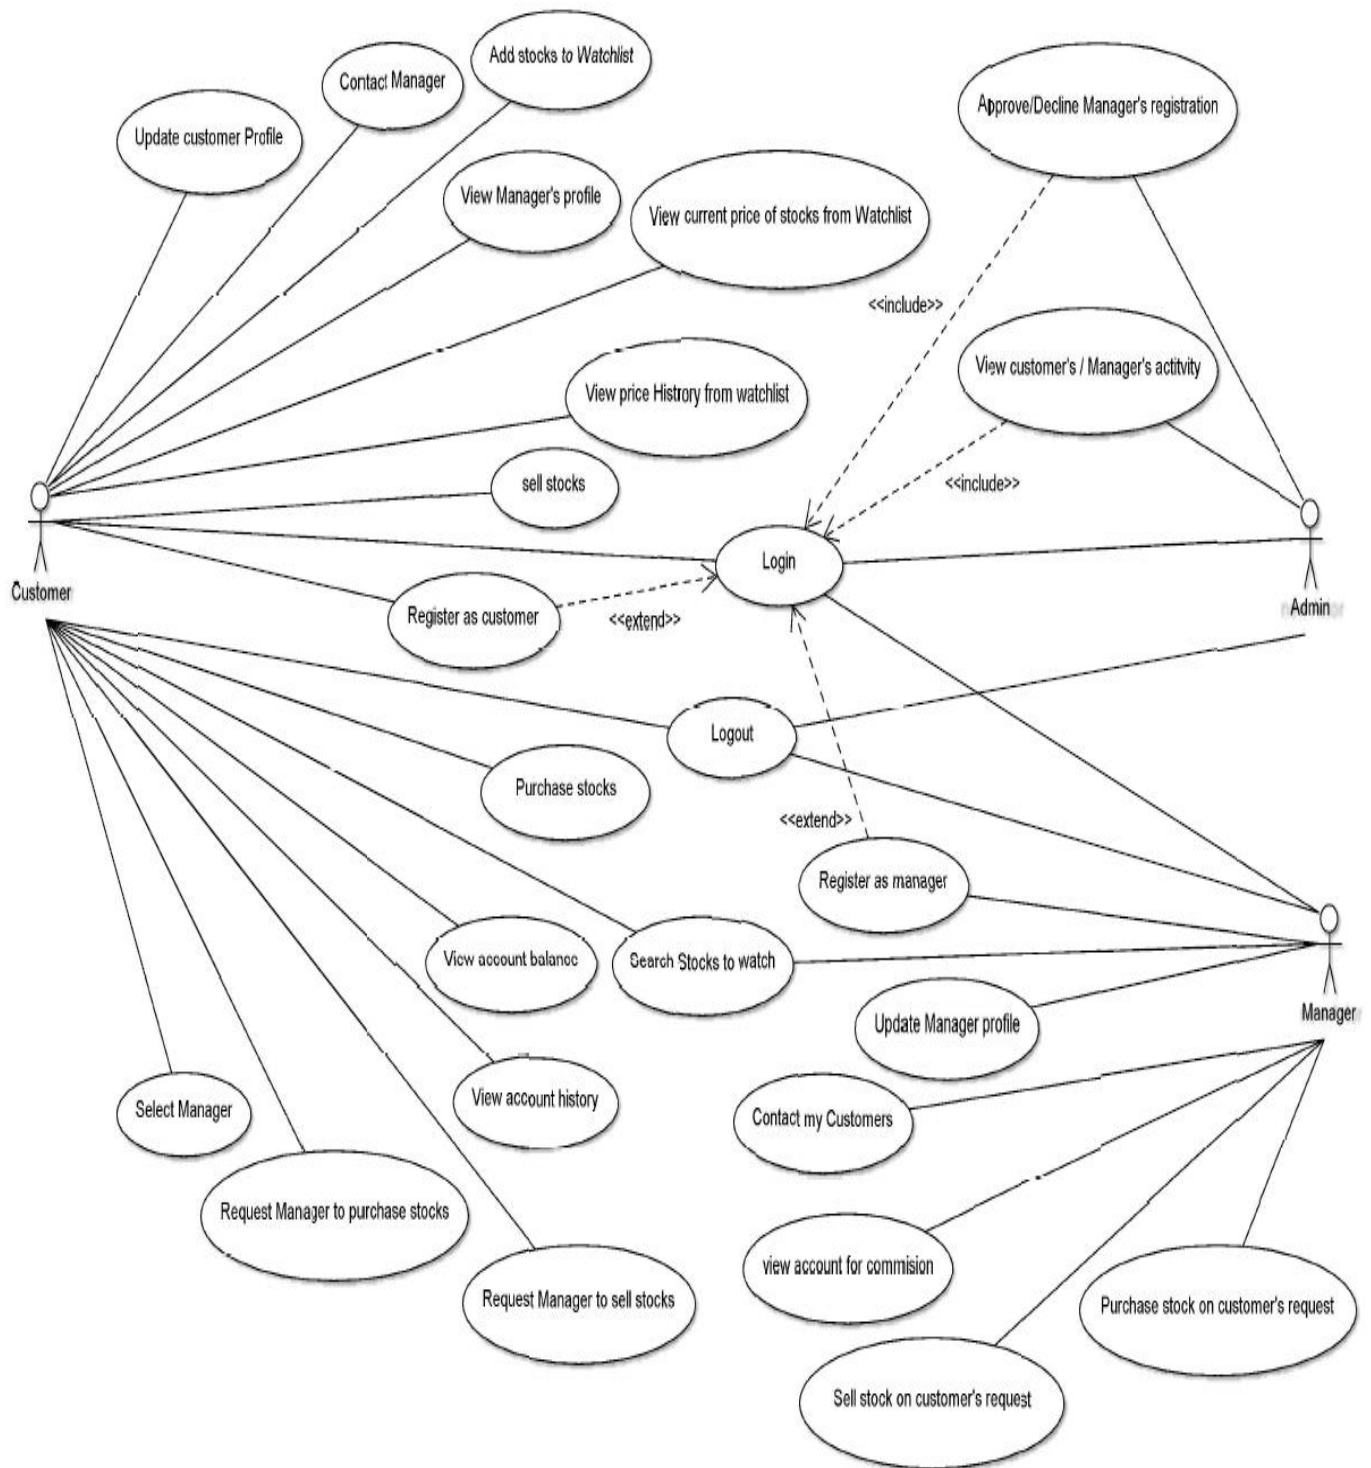 Add stocks to Watchlist
Contact Manager
Approve/Decline Manager's registration
Update customer Profile
View Manager's profile
View current price of stocks from Watchlist
<<include>>
View customer's / Manager's actitvity
View price Histrory from watchlist
sell stocks
<<include>>
Login
Customer
Register as customer
<<extend>>
Admin
Logout
Purchase stocks
<<extend>>
Register as manager
View account balance
Search Stocks to watch
Manager
Update Manager profile
View account history
Select Manager
Contact my Customers
Request Manager to purchase stocks
view account for commision
Request Manager to sell stocks
Purchase stock on customer's request
Sell stock on customer's request